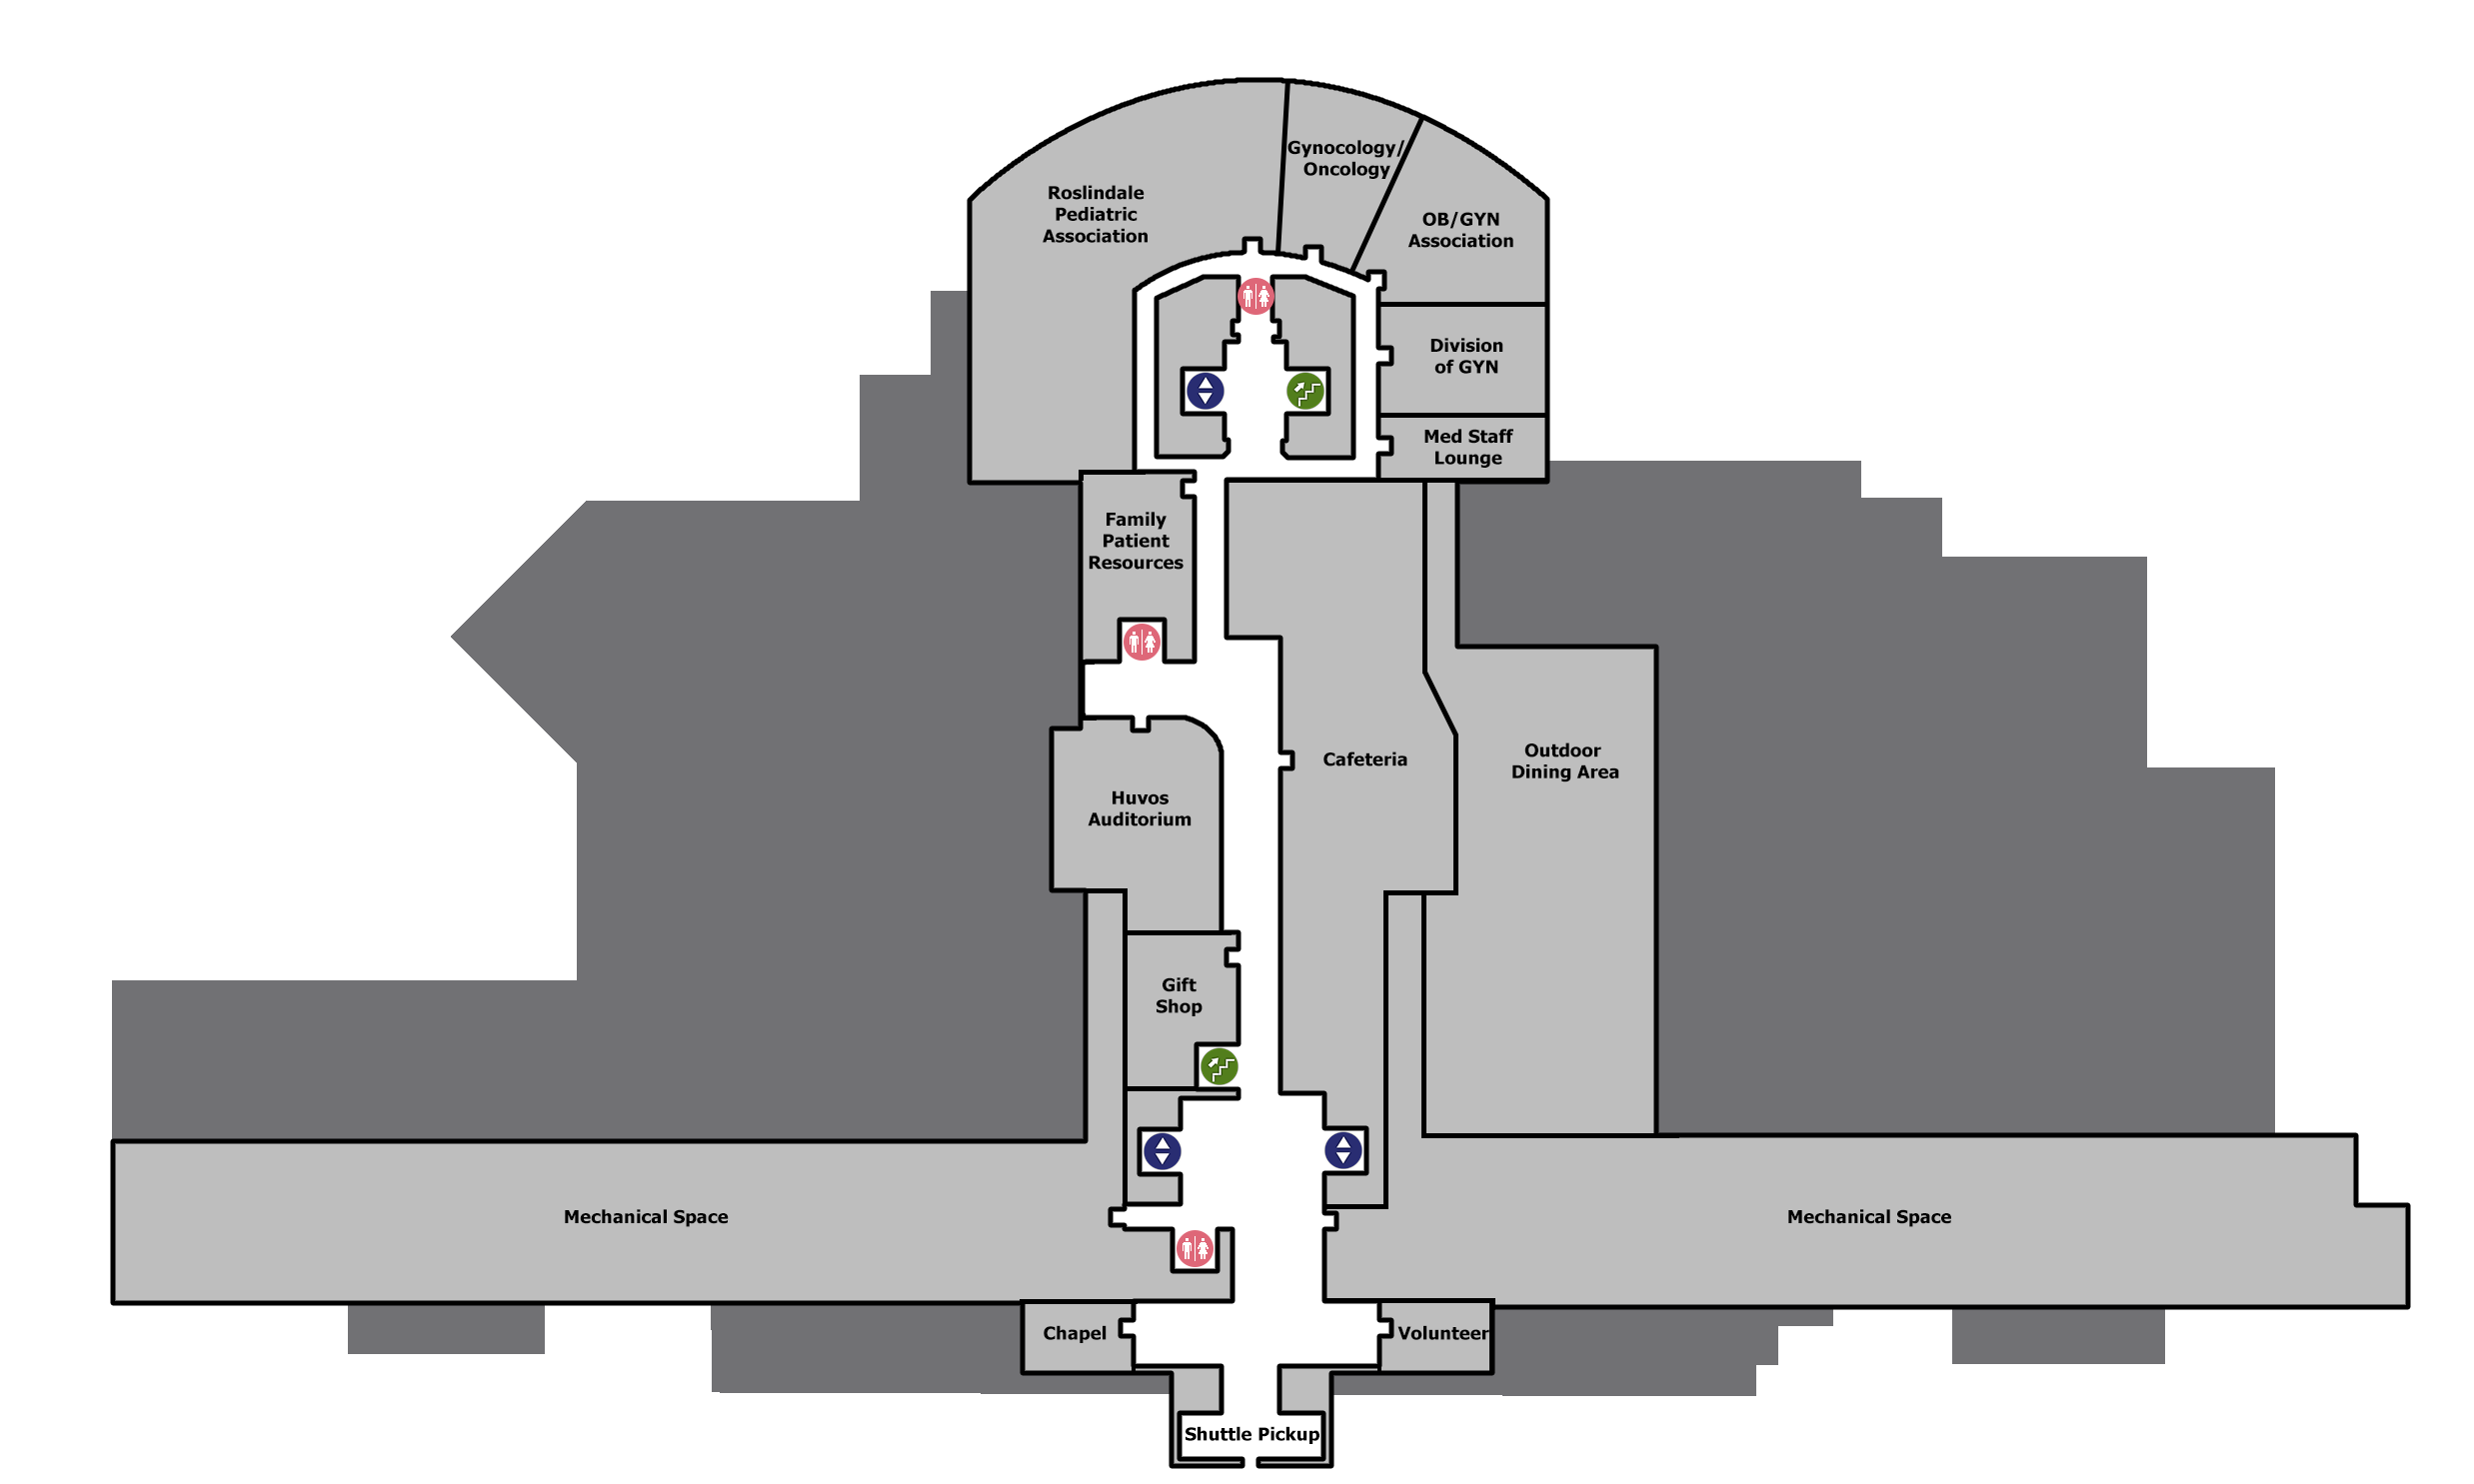 Gynocology/
Oncology
Roslindale
Pediatric
Association
OB/GYN
Association
Division
of GYN
Med Staff
Lounge
Family
Patient
Resources
Outdoor
Dining Area
Cafeteria
Huvos
Auditorium
Gift
Shop
Mechanical Space
Mechanical Space
Chapel
Volunteer
Shuttle Pickup